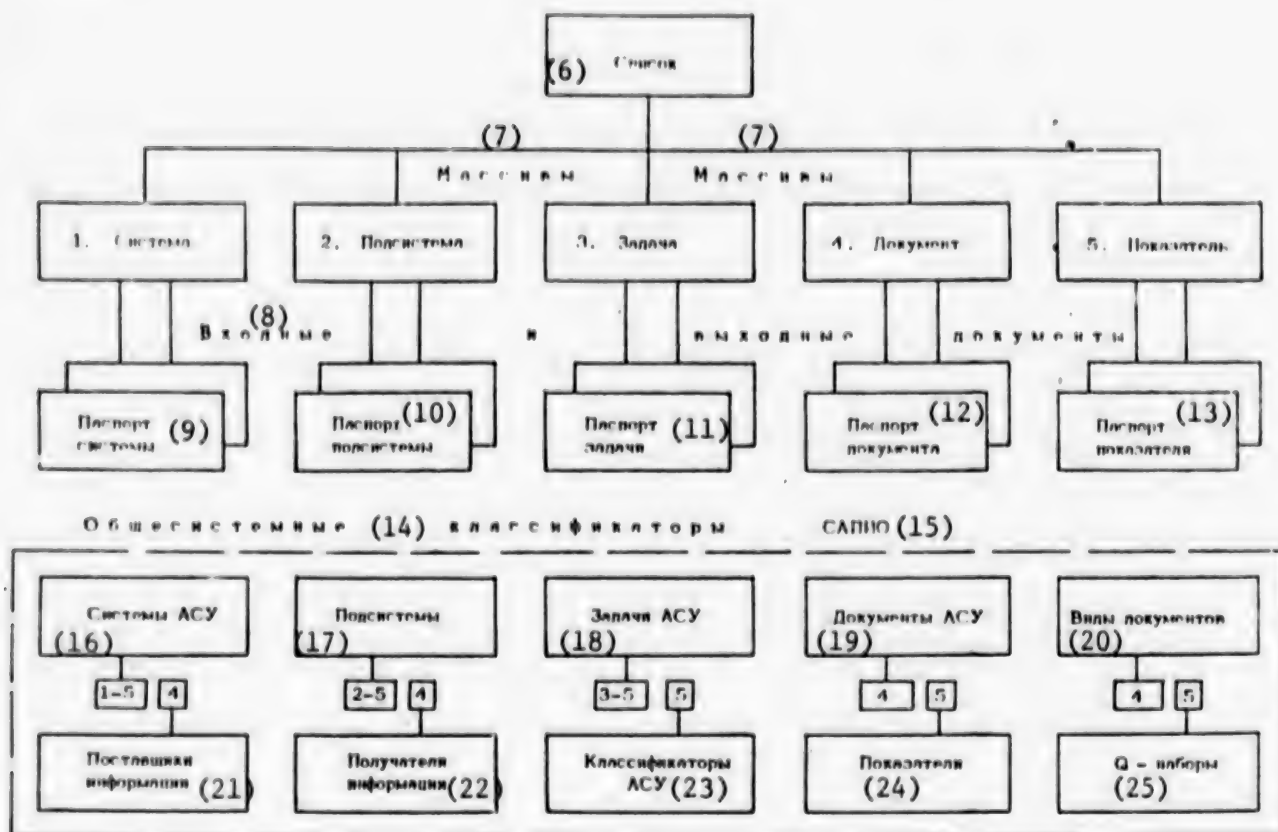 (6) Список
(7) (7)
Массивы Массивы
1. Система 2. Подсистема 3. Задача 4. Документ 5. Показатель
(8)
Входные и выходные документы
Паспорт системы (9)
Паспорт подсистемы (10)
Паспорт задачи (11)
Паспорт документа (12)
Паспорт показателя (13)
Общесистемные (14) классификаторы САПИО (15)
Системы АСУ (16)
Подсистемы (17)
Задачи АСУ (18)
Документы АСУ (19)
Виды документов (20)
1-5 4 2-5 4 3-5 5 4 5 4 5
Поставщики информации (21)
Получатели информации (22)
Классификаторы АСУ (23)
Показатели (24)
Q - наборы (25)